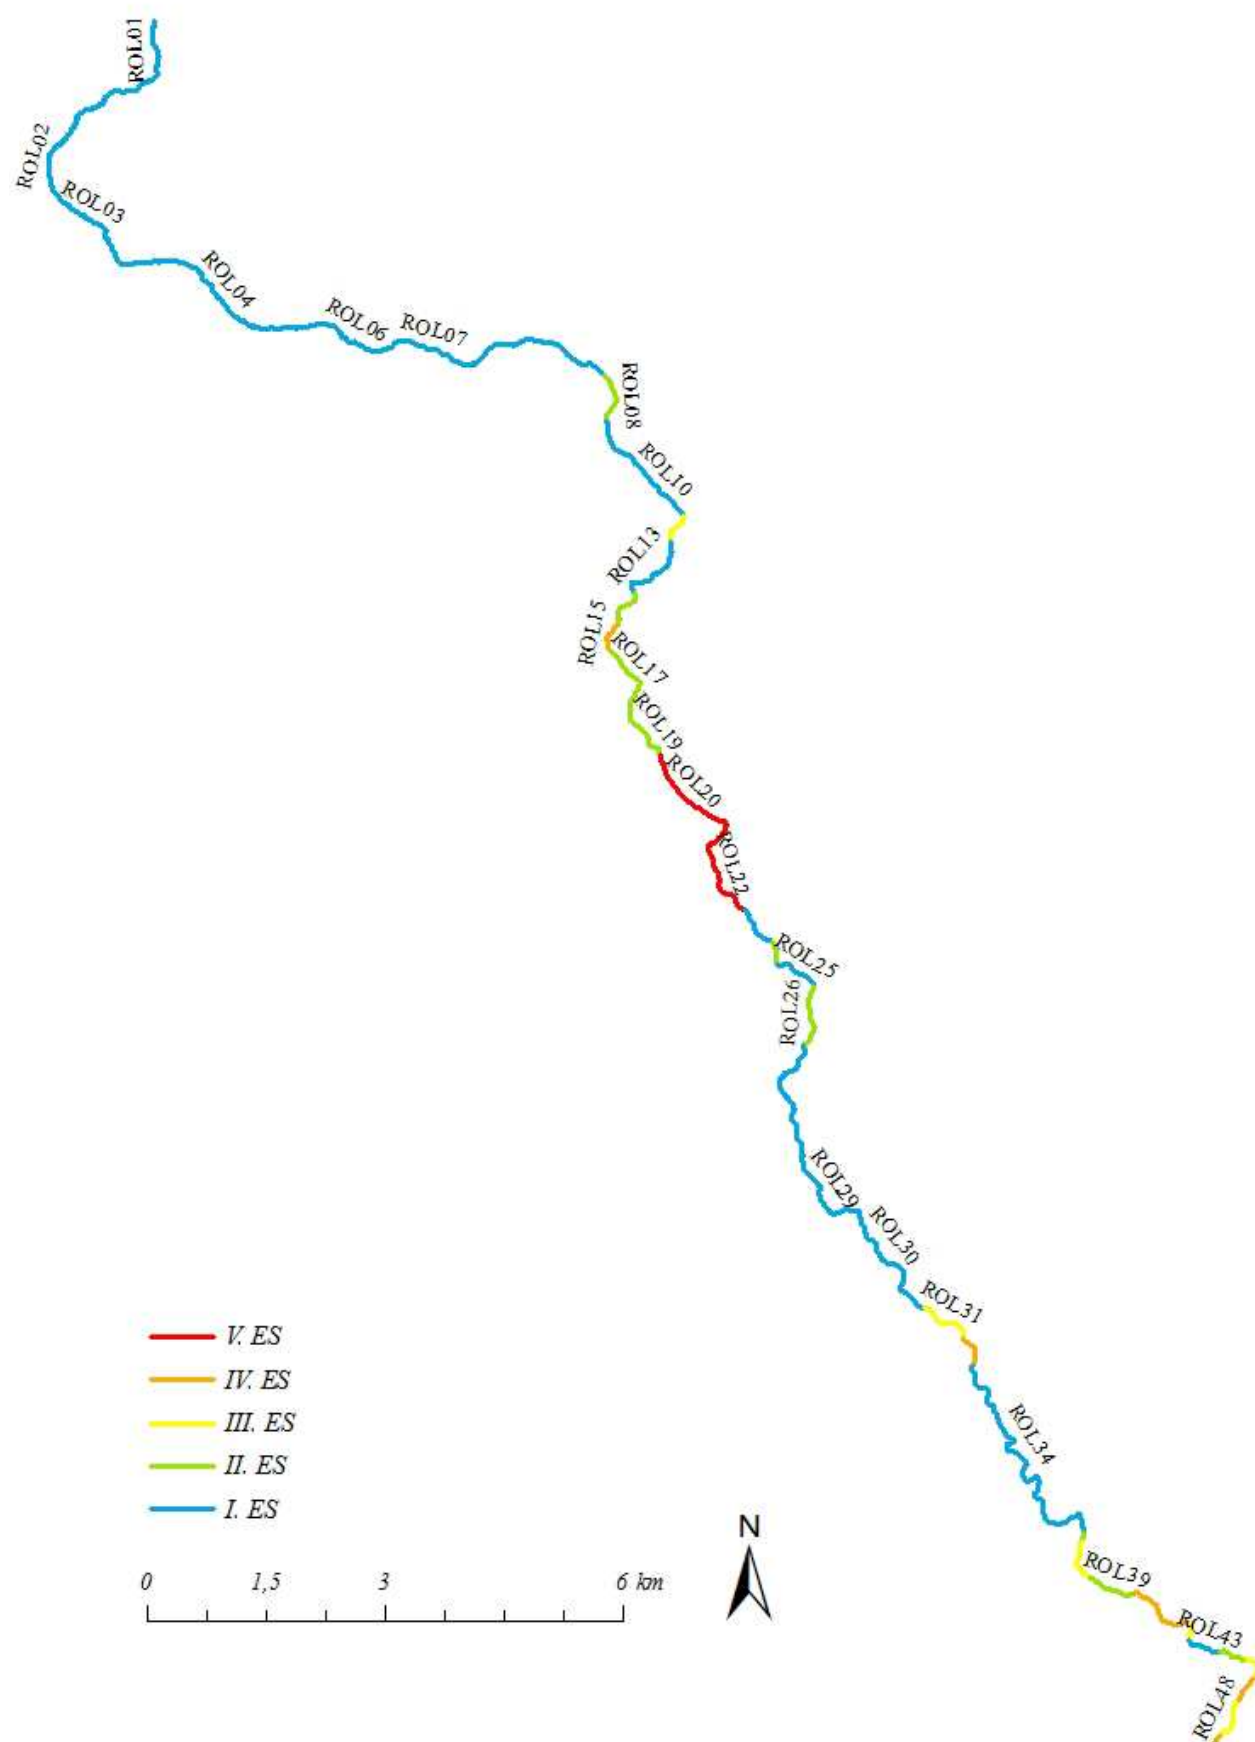 ROL01
ROL02
ROL03
ROL04
ROL06
ROL07
ROL08
ROL10
ROL13
ROL15
ROL17
ROL19
ROL20
ROL22
ROL25
ROL26
ROL29
ROL30
ROL31
ROL34
ROL39
ROL43
ROL48
V. ES
IV. ES
III. ES
II. ES
I. ES
N
0 1,5 3 6 km